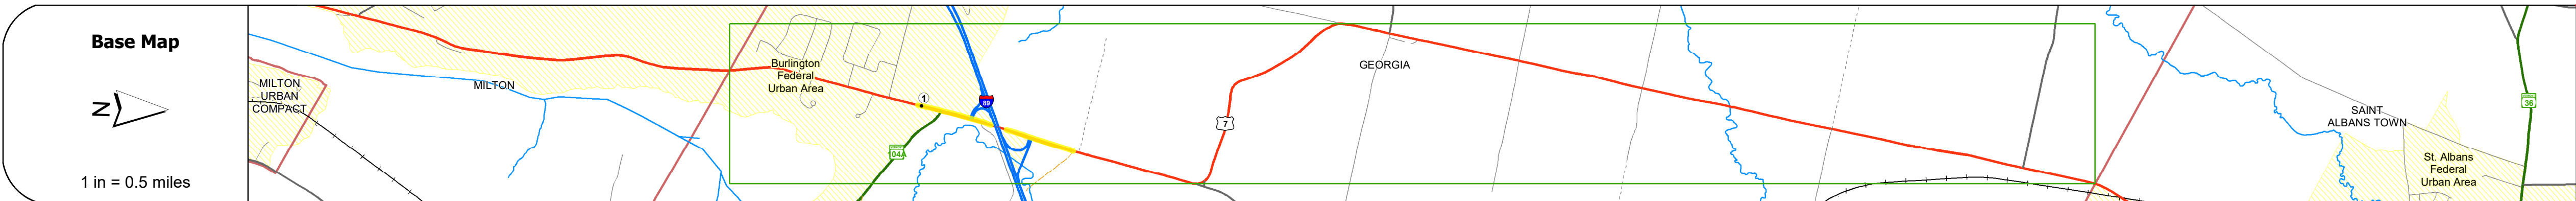 Base Map
N
1 in = 0.5 miles
MILTON
URBAN
COMPACT
MILTON
Burlington
Federal
Urban Area
1
89
04A
7
GEORGIA
SAINT
ALBANS TOWN
36
St. Albans
Federal
Urban Area